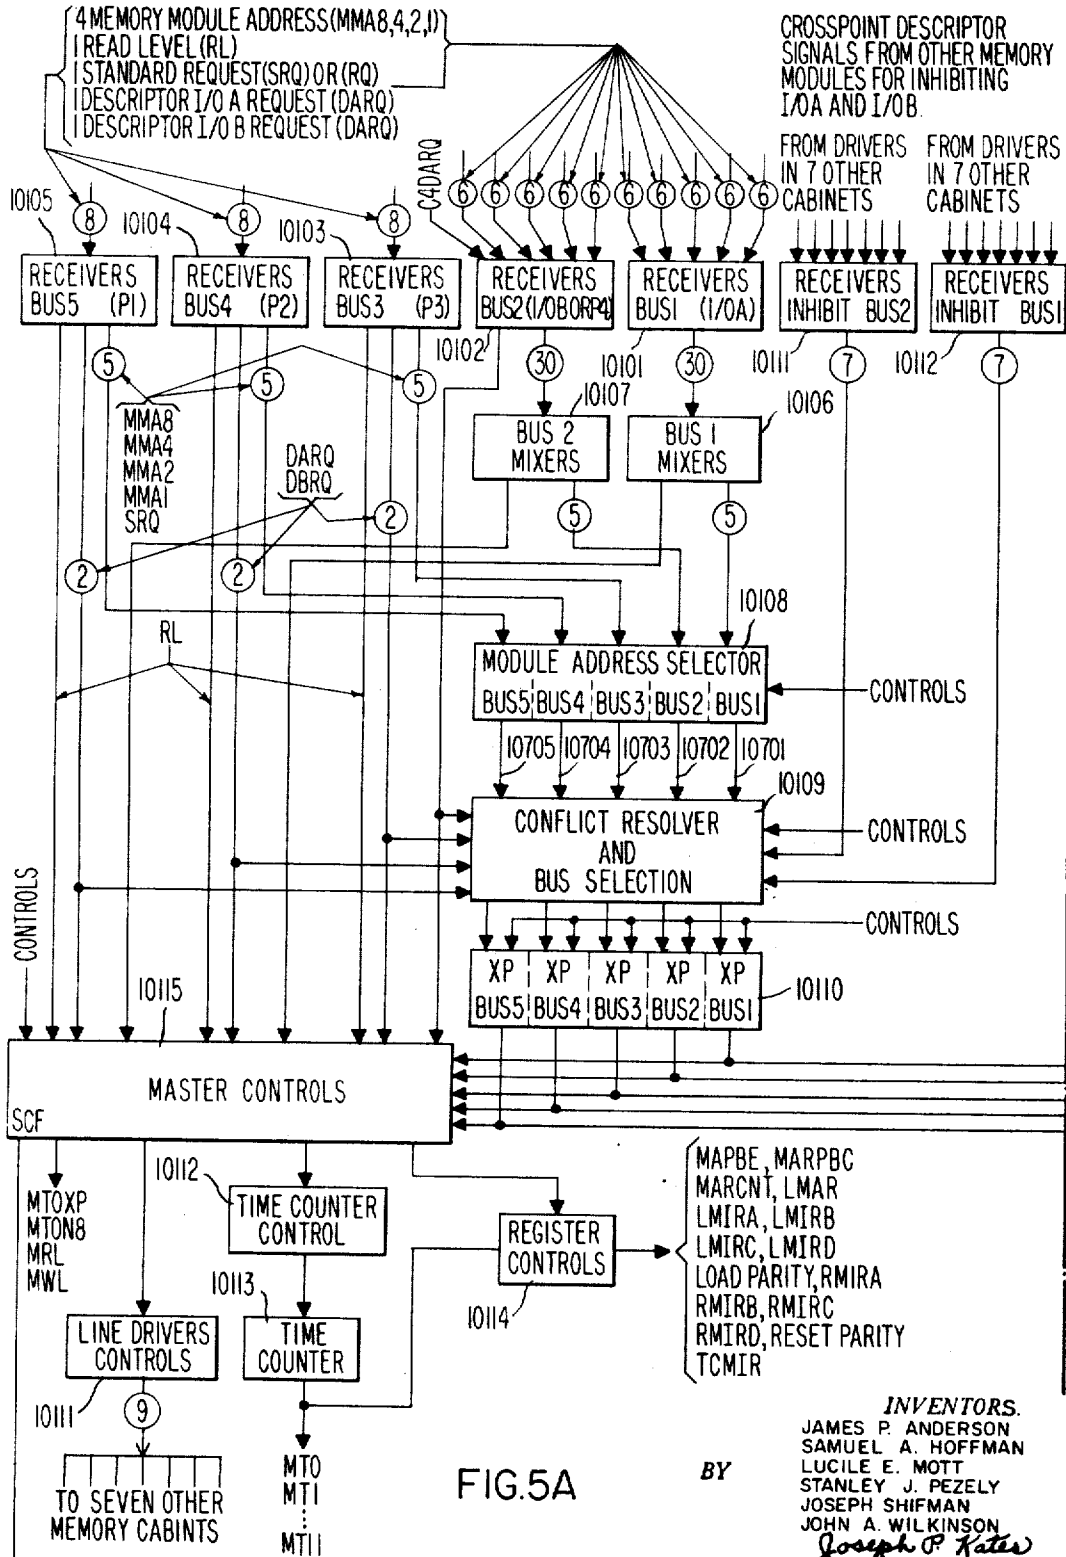 4 MEMORY MODULE ADDRESS(MMA8,4,2,1)
1 READ LEVEL(RL)
1 STANDARD REQUEST(SRQ) OR (RQ)
1 DESCRIPTOR I/O A REQUEST(DARQ)
1 DESCRIPTOR I/O B REQUEST(DARQ)
CROSSPOINT DESCRIPTOR
SIGNALS FROM OTHER MEMORY
MODULES FOR INHIBITING
I/OA AND I/OB.
FROM DRIVERS
IN 7 OTHER
CABINETS
FROM DRIVERS
IN 7 OTHER
CABINETS
C4DARQ
6 6 6 6 6 6 6 6 6 6
10105
8
10104
8
10103
8
RECEIVERS
BUS5 (P1)
RECEIVERS
BUS4 (P2)
RECEIVERS
BUS3 (P3)
RECEIVERS
BUS2(I/OBORP4)
RECEIVERS
BUS1 (I/OA)
RECEIVERS
INHIBIT BUS2
RECEIVERS
INHIBIT BUS1
10102
10101
10111
10112
5
5
5
30
30
7
7
10107
10106
MMA8
MMA4
MMA2
MMA1
SRQ
DARQ
DBRQ
BUS 2
MIXERS
BUS 1
MIXERS
2
5
5
2
2
RL
10108
MODULE ADDRESS SELECTOR
BUS5 BUS4 BUS3 BUS2 BUS1
CONTROLS
10705 10704 10703 10702 10701
10109
CONFLICT RESOLVER
AND
BUS SELECTION
CONTROLS
CONTROLS
CONTROLS
XP XP XP XP XP
BUS5 BUS4 BUS3 BUS2 BUS1
10110
10115
MASTER CONTROLS
SCF
MTOXP
MTON8
MRL
MWL
10112
TIME COUNTER
CONTROL
REGISTER
CONTROLS
10114
MAPBE, MARPBC
MARCNT, LMAR
LMIRA, LMIRB
LMIRC, LMIRD
LOAD PARITY, RMIRA
RMIRB, RMIRC
RMIRD, RESET PARITY
TCMIR
10113
LINE DRIVERS
CONTROLS
TIME
COUNTER
10111
9
TO SEVEN OTHER
MEMORY CABINTS
MT0
MT1
MT11
FIG.5A
INVENTORS.
JAMES P. ANDERSON
SAMUEL A. HOFFMAN
BY LUCILE E. MOTT
STANLEY J. PEZELY
JOSEPH SHIFMAN
JOHN A. WILKINSON
Joseph P. Kates